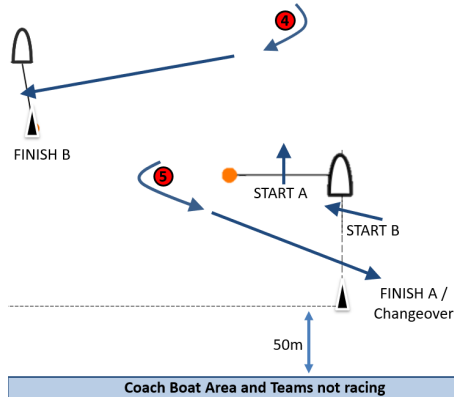 4
FINISH B
5
START A
START B
FINISH A /
Changeover
50m
Coach Boat Area and Teams not racing